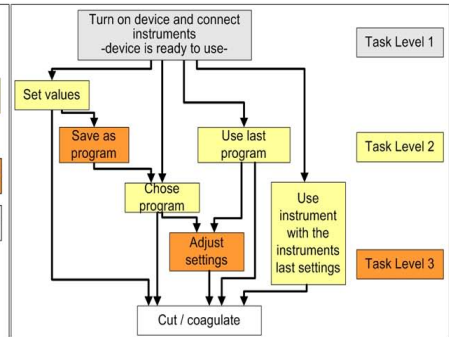 Turn on device and connect
instruments
-device is ready to use-
Task Level 1
Set values
Save as
program
Use last
program
Task Level 2
Chose
program
Use
instrument
with the
instruments
last settings
Adjust
settings
Task Level 3
Cut / coagulate